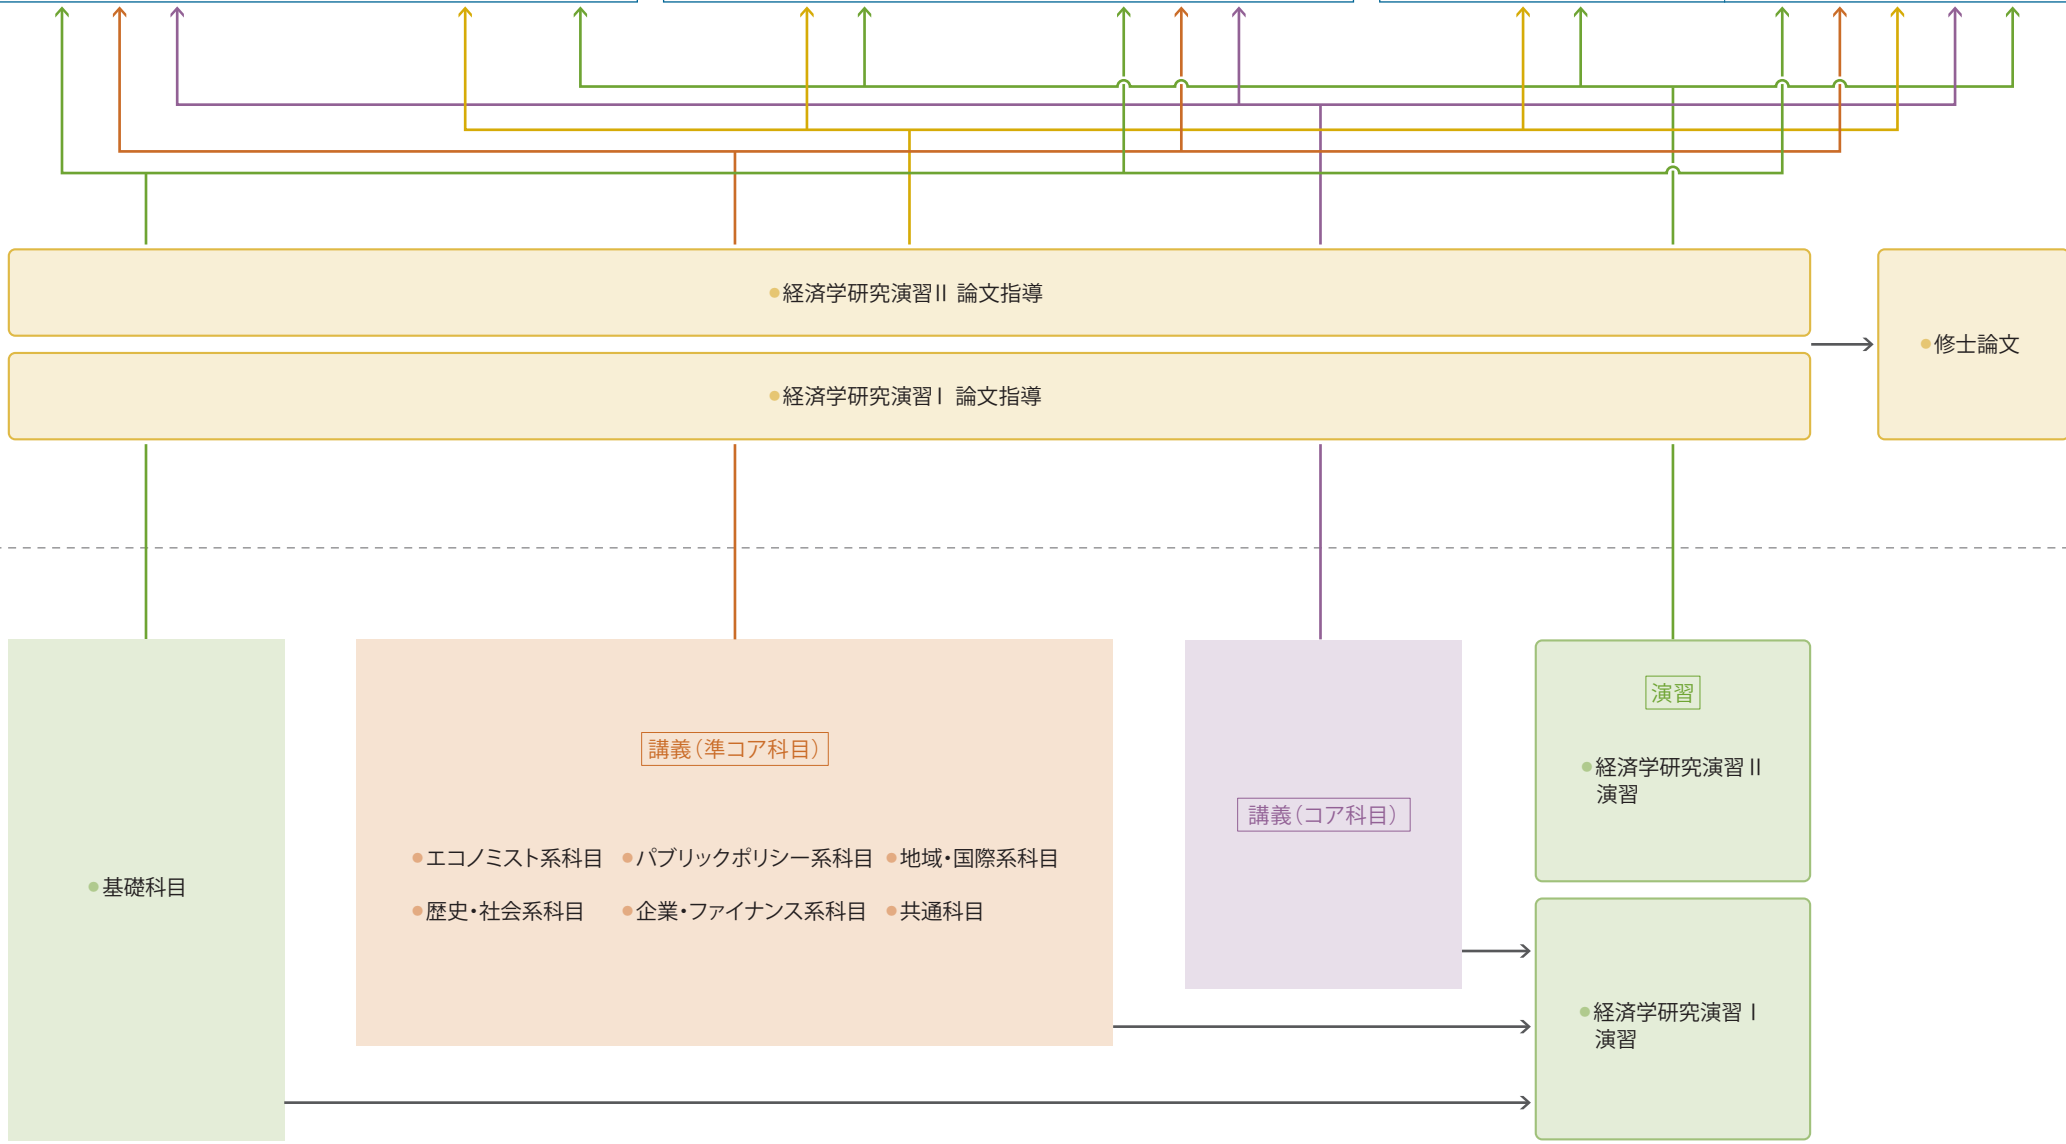 経済学研究演習II 論文指導
修士論文
経済学研究演習I 論文指導
演習
講義（準コア科目）
経済学研究演習II
演習
講義（コア科目）
エコノミスト系科目 パブリックポリシー系科目 地域・国際系科目
基礎科目
歴史・社会系科目 企業・ファイナンス系科目 共通科目
経済学研究演習I
演習